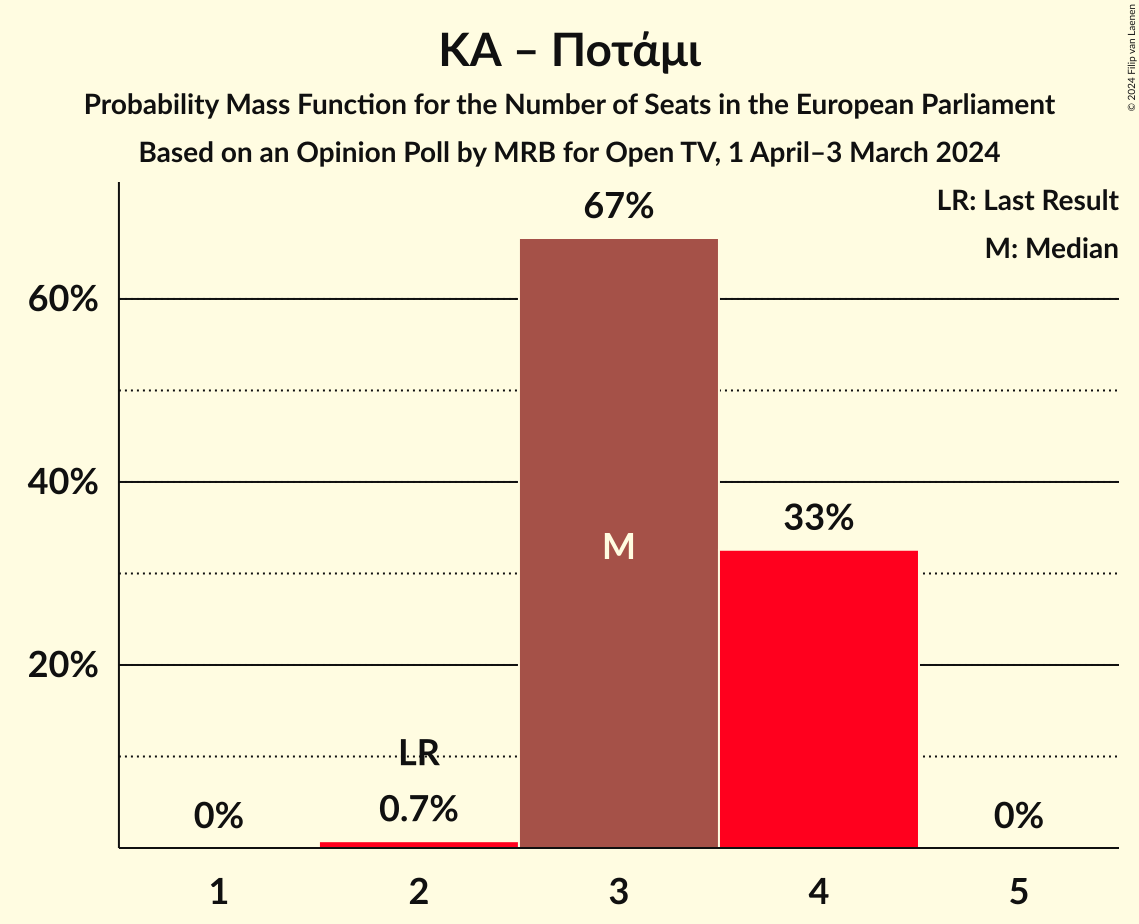 ΚΑ – Ποτάμι
Probability Mass Function for the Number of Seats in the European Parliament
Based on an Opinion Poll by MRB for Open TV, 1 April–3 March 2024
© 2024 Filip van Laenen
LR: Last Result
M: Median
67%
60%
40%
33%
M
20%
LR
0%
0.7%
0%
1
2
3
4
5